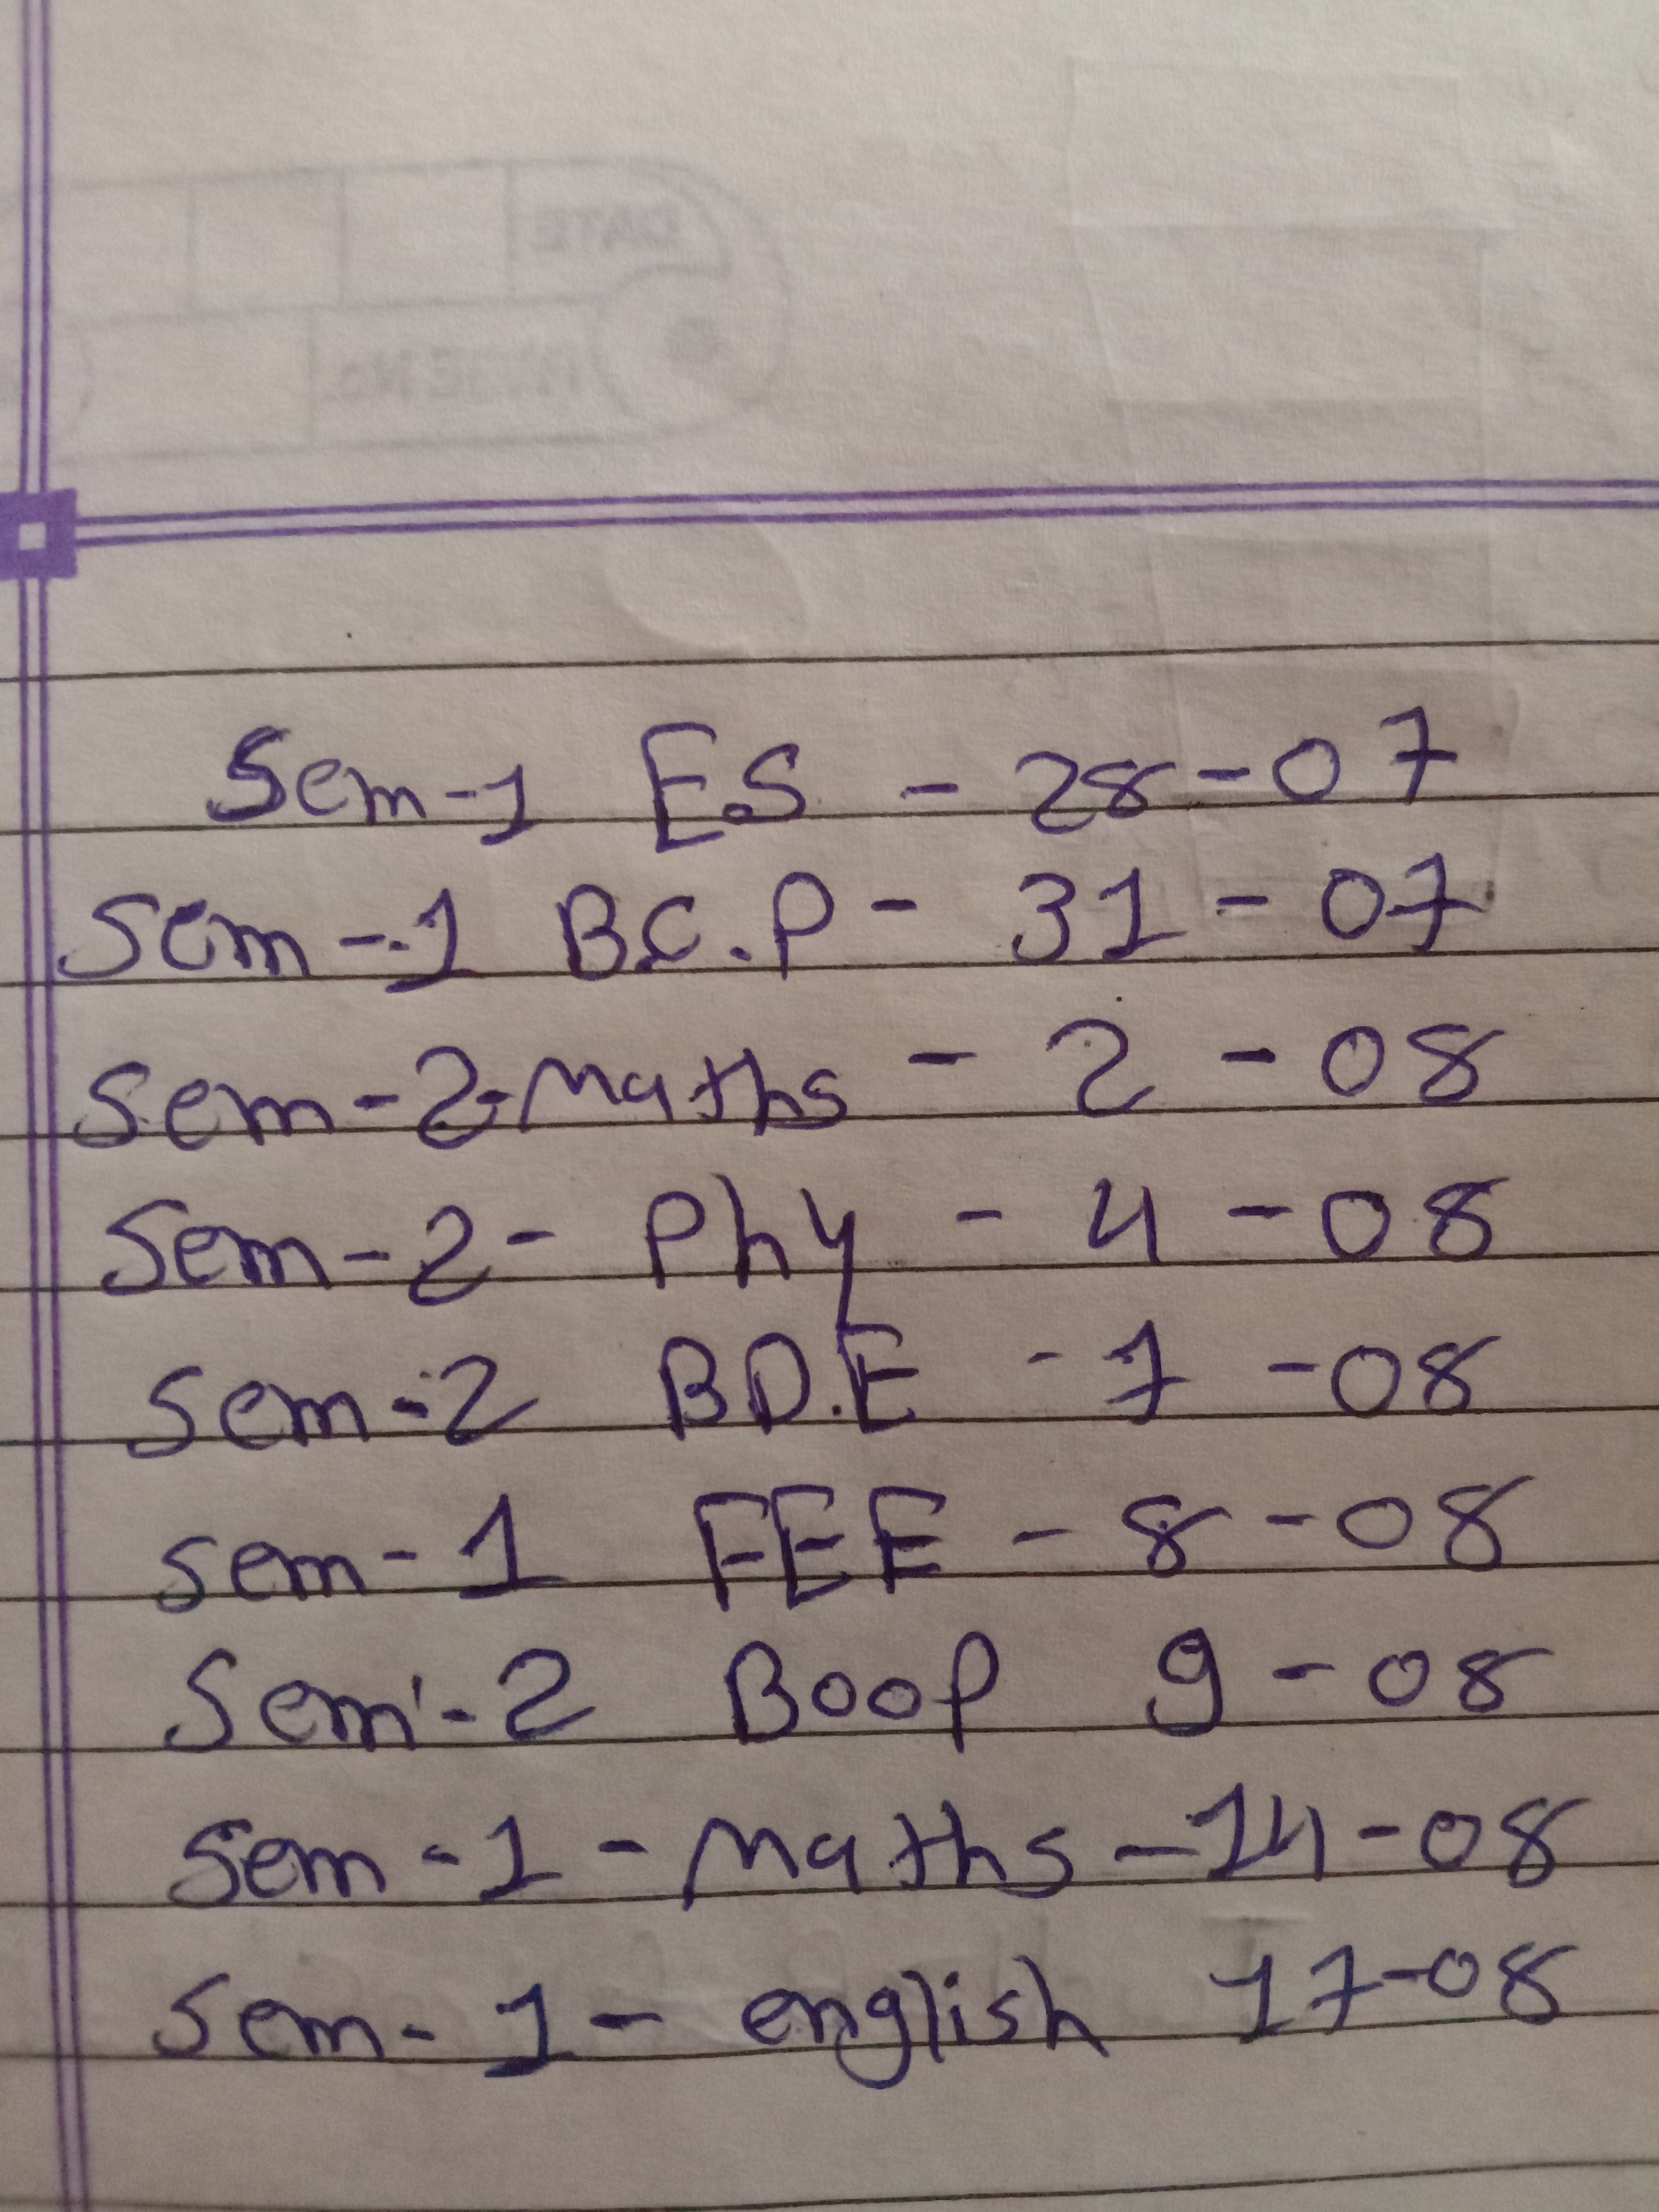 Sem-1 E.S - 28-07
Sem-1 B.C.P - 31-07
Sem-2-Maths - 2-08
Sem-2- Phy - 4-08
Sem-2 BD.E - 7-08
Sem-1 FEE - 8-08
Sem-2 BOOP 9-08
Sem-1-Maths-14-08
Sem-1- english 17-08